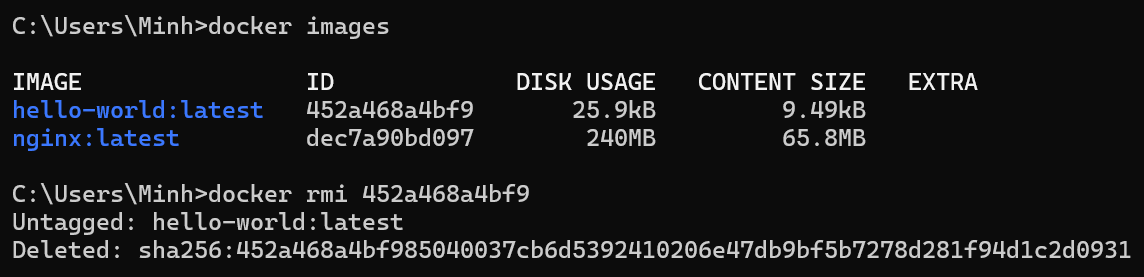 C:\Users\Minh>docker images
IMAGE ID DISK USAGE CONTENT SIZE EXTRA
hello-world:latest 452a468a4bf9 25.9kB 9.49kB
nginx:latest dec7a90bd097 240MB 65.8MB
C:\Users\Minh>docker rmi 452a468a4bf9
Untagged: hello-world:latest
Deleted: sha256:452a468a4bf985040037cb6d5392410206e47db9bf5b7278d281f94d1c2d0931